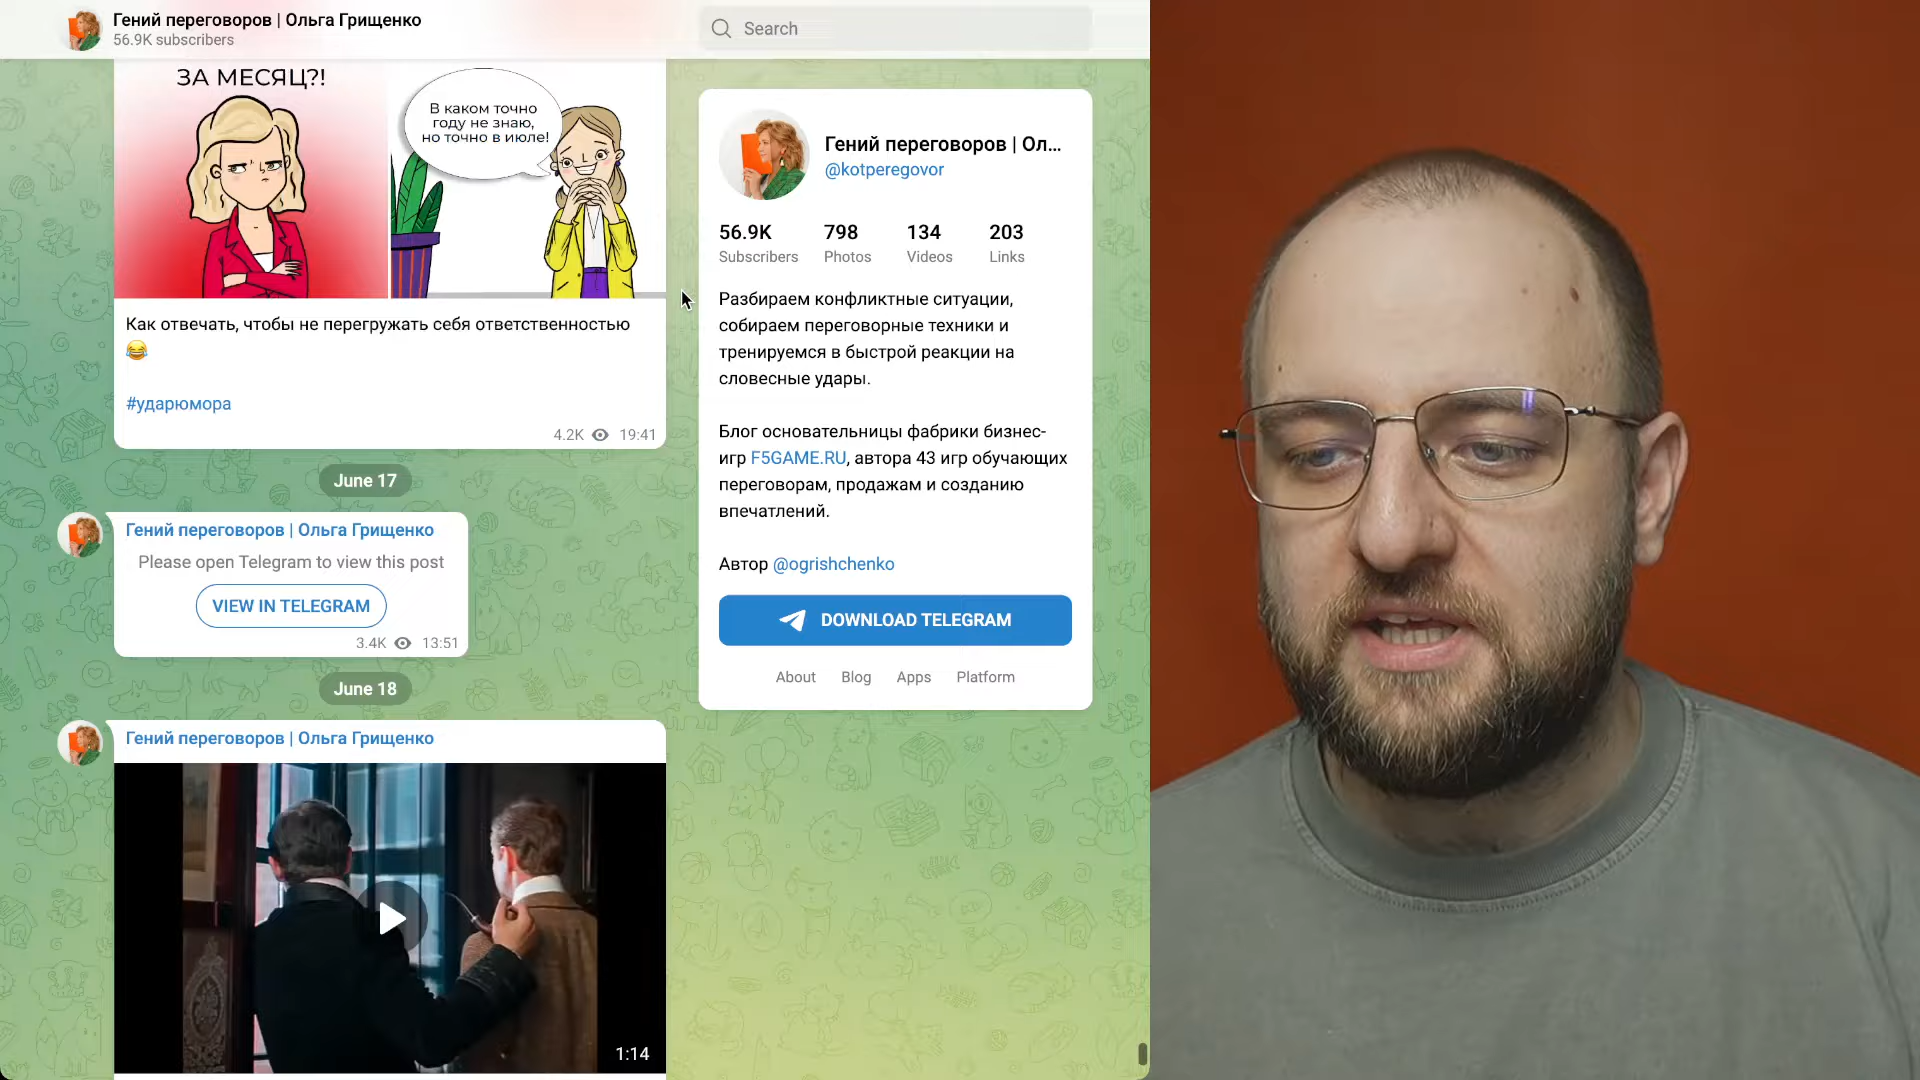 Гений переговоров | Ольга Грищенко
56.9K subscribers
Search
ЗА МЕСЯЦ?!
В каком точно
году не знаю,
но точно в июле!
Как отвечать, чтобы не перегружать себя ответственностью
😂
#ударюмора
4.2K 19:41
June 17
Гений переговоров | Ольга Грищенко
Please open Telegram to view this post
VIEW IN TELEGRAM
3.4K 13:51
June 18
Гений переговоров | Ольга Грищенко
1:14
Гений переговоров | Ол...
@kotperegovor
56.9K 798 134 203
Subscribers Photos Videos Links
Разбираем конфликтные ситуации,
собираем переговорные техники и
тренируемся в быстрой реакции на
словесные удары.
Блог основательницы фабрики бизнес-
игр F5GAME.RU, автора 43 игр обучающих
переговорам, продажам и созданию
впечатлений.
Автор @ogrishchenko
DOWNLOAD TELEGRAM
About Blog Apps Platform